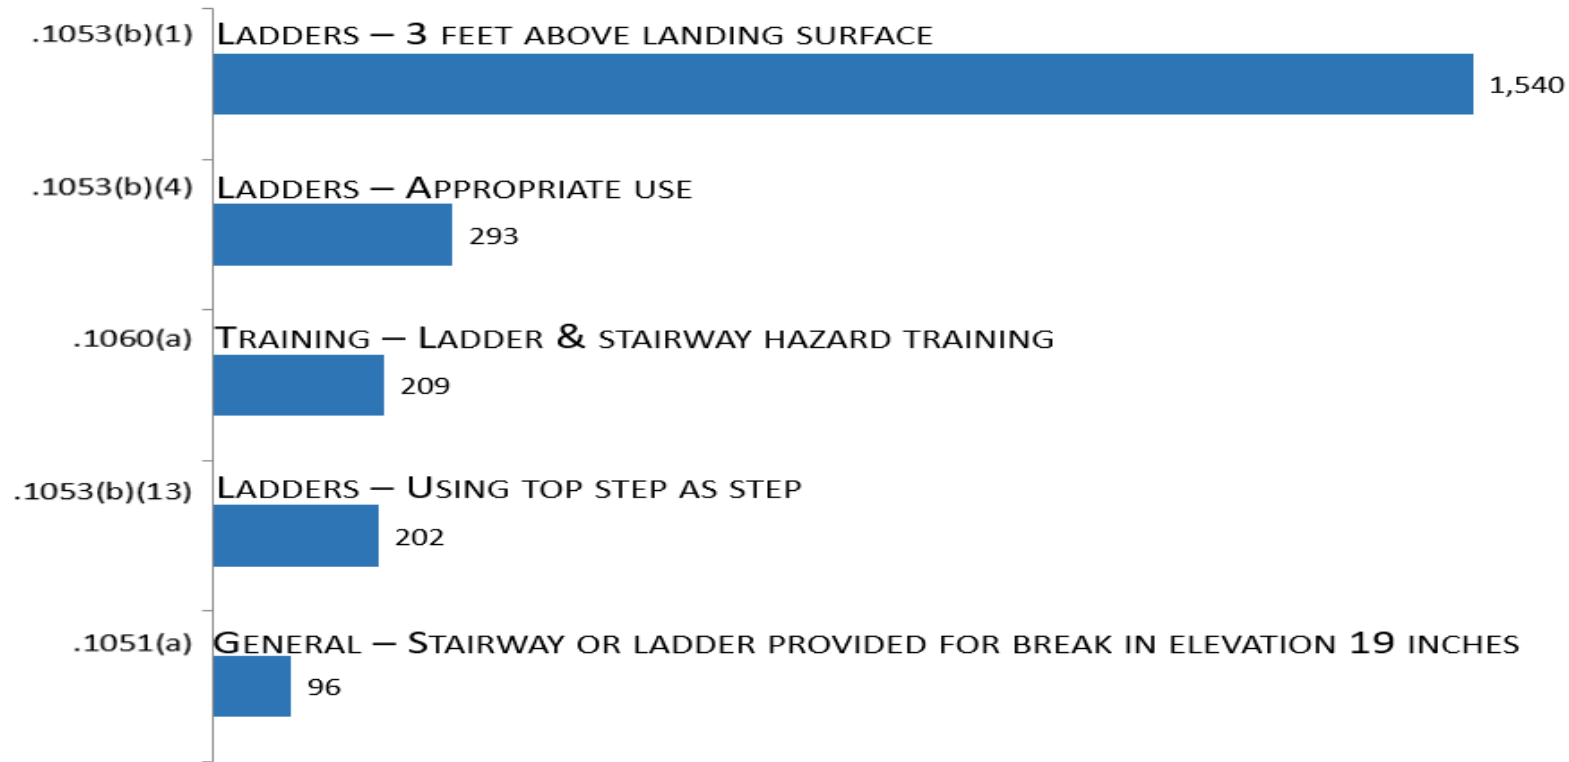 .1053(b)(1) Ladders – 3 feet above landing surface
1,540
.1053(b)(4) Ladders – Appropriate use
293
.1060(a) Training – Ladder & stairway hazard training
209
.1053(b)(13) Ladders – Using top step as step
202
.1051(a) General – Stairway or ladder provided for break in elevation 19 inches
96